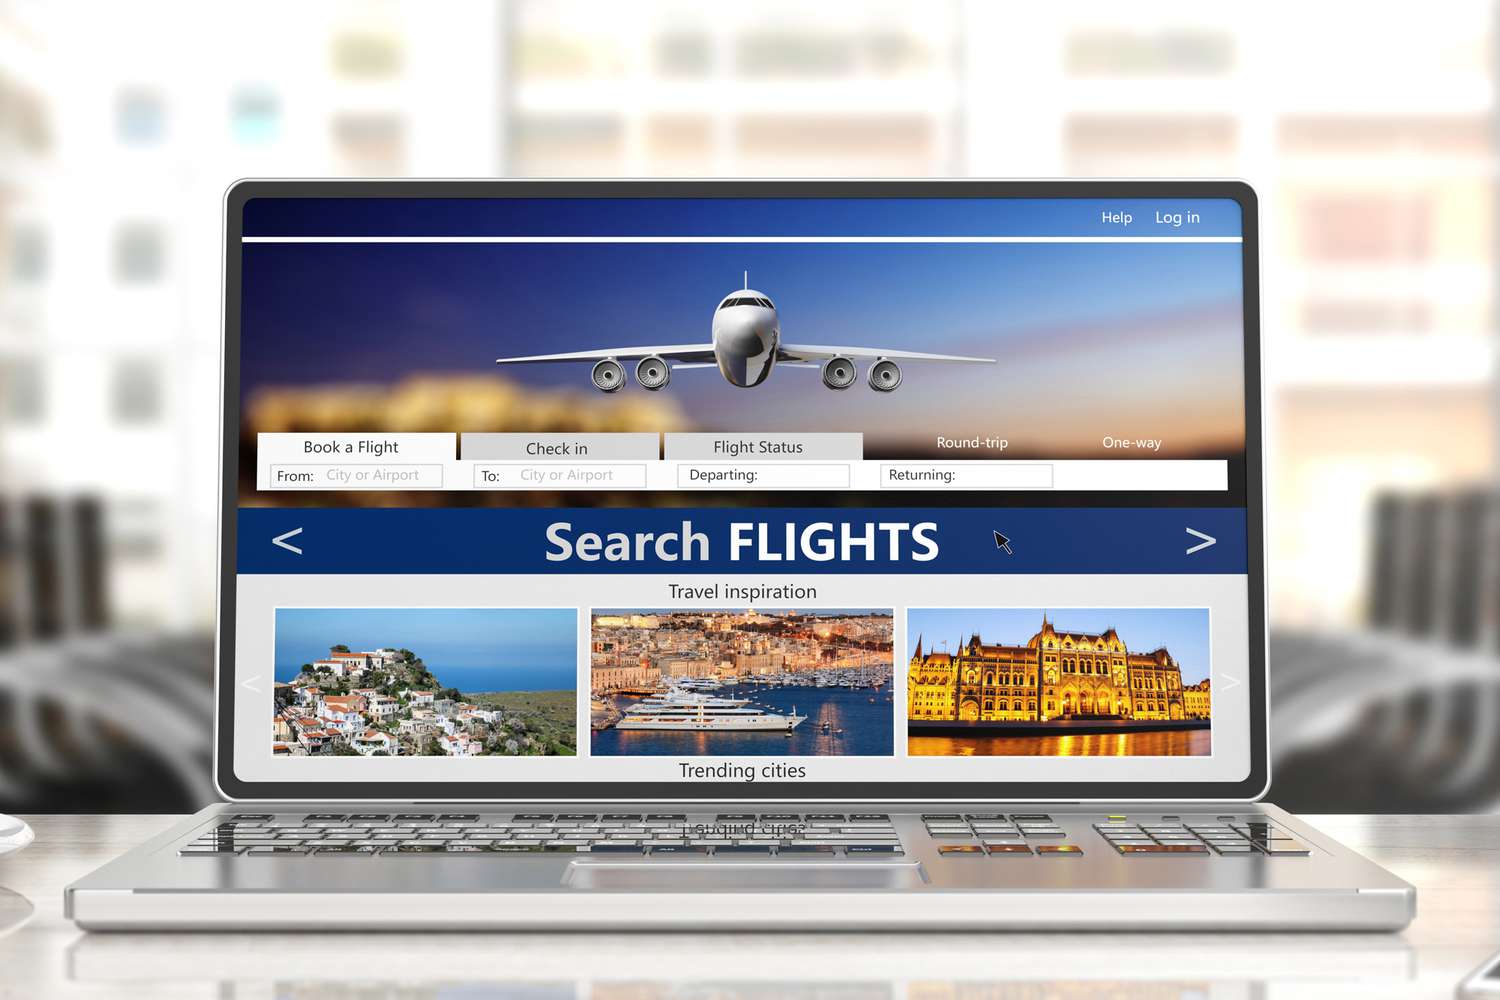 Help Log in
Book a Flight Check in Flight Status Round-trip One-way
From: City or Airport To: City or Airport Departing: Returning:
< Search FLIGHTS >
Travel inspiration
< >
Trending cities